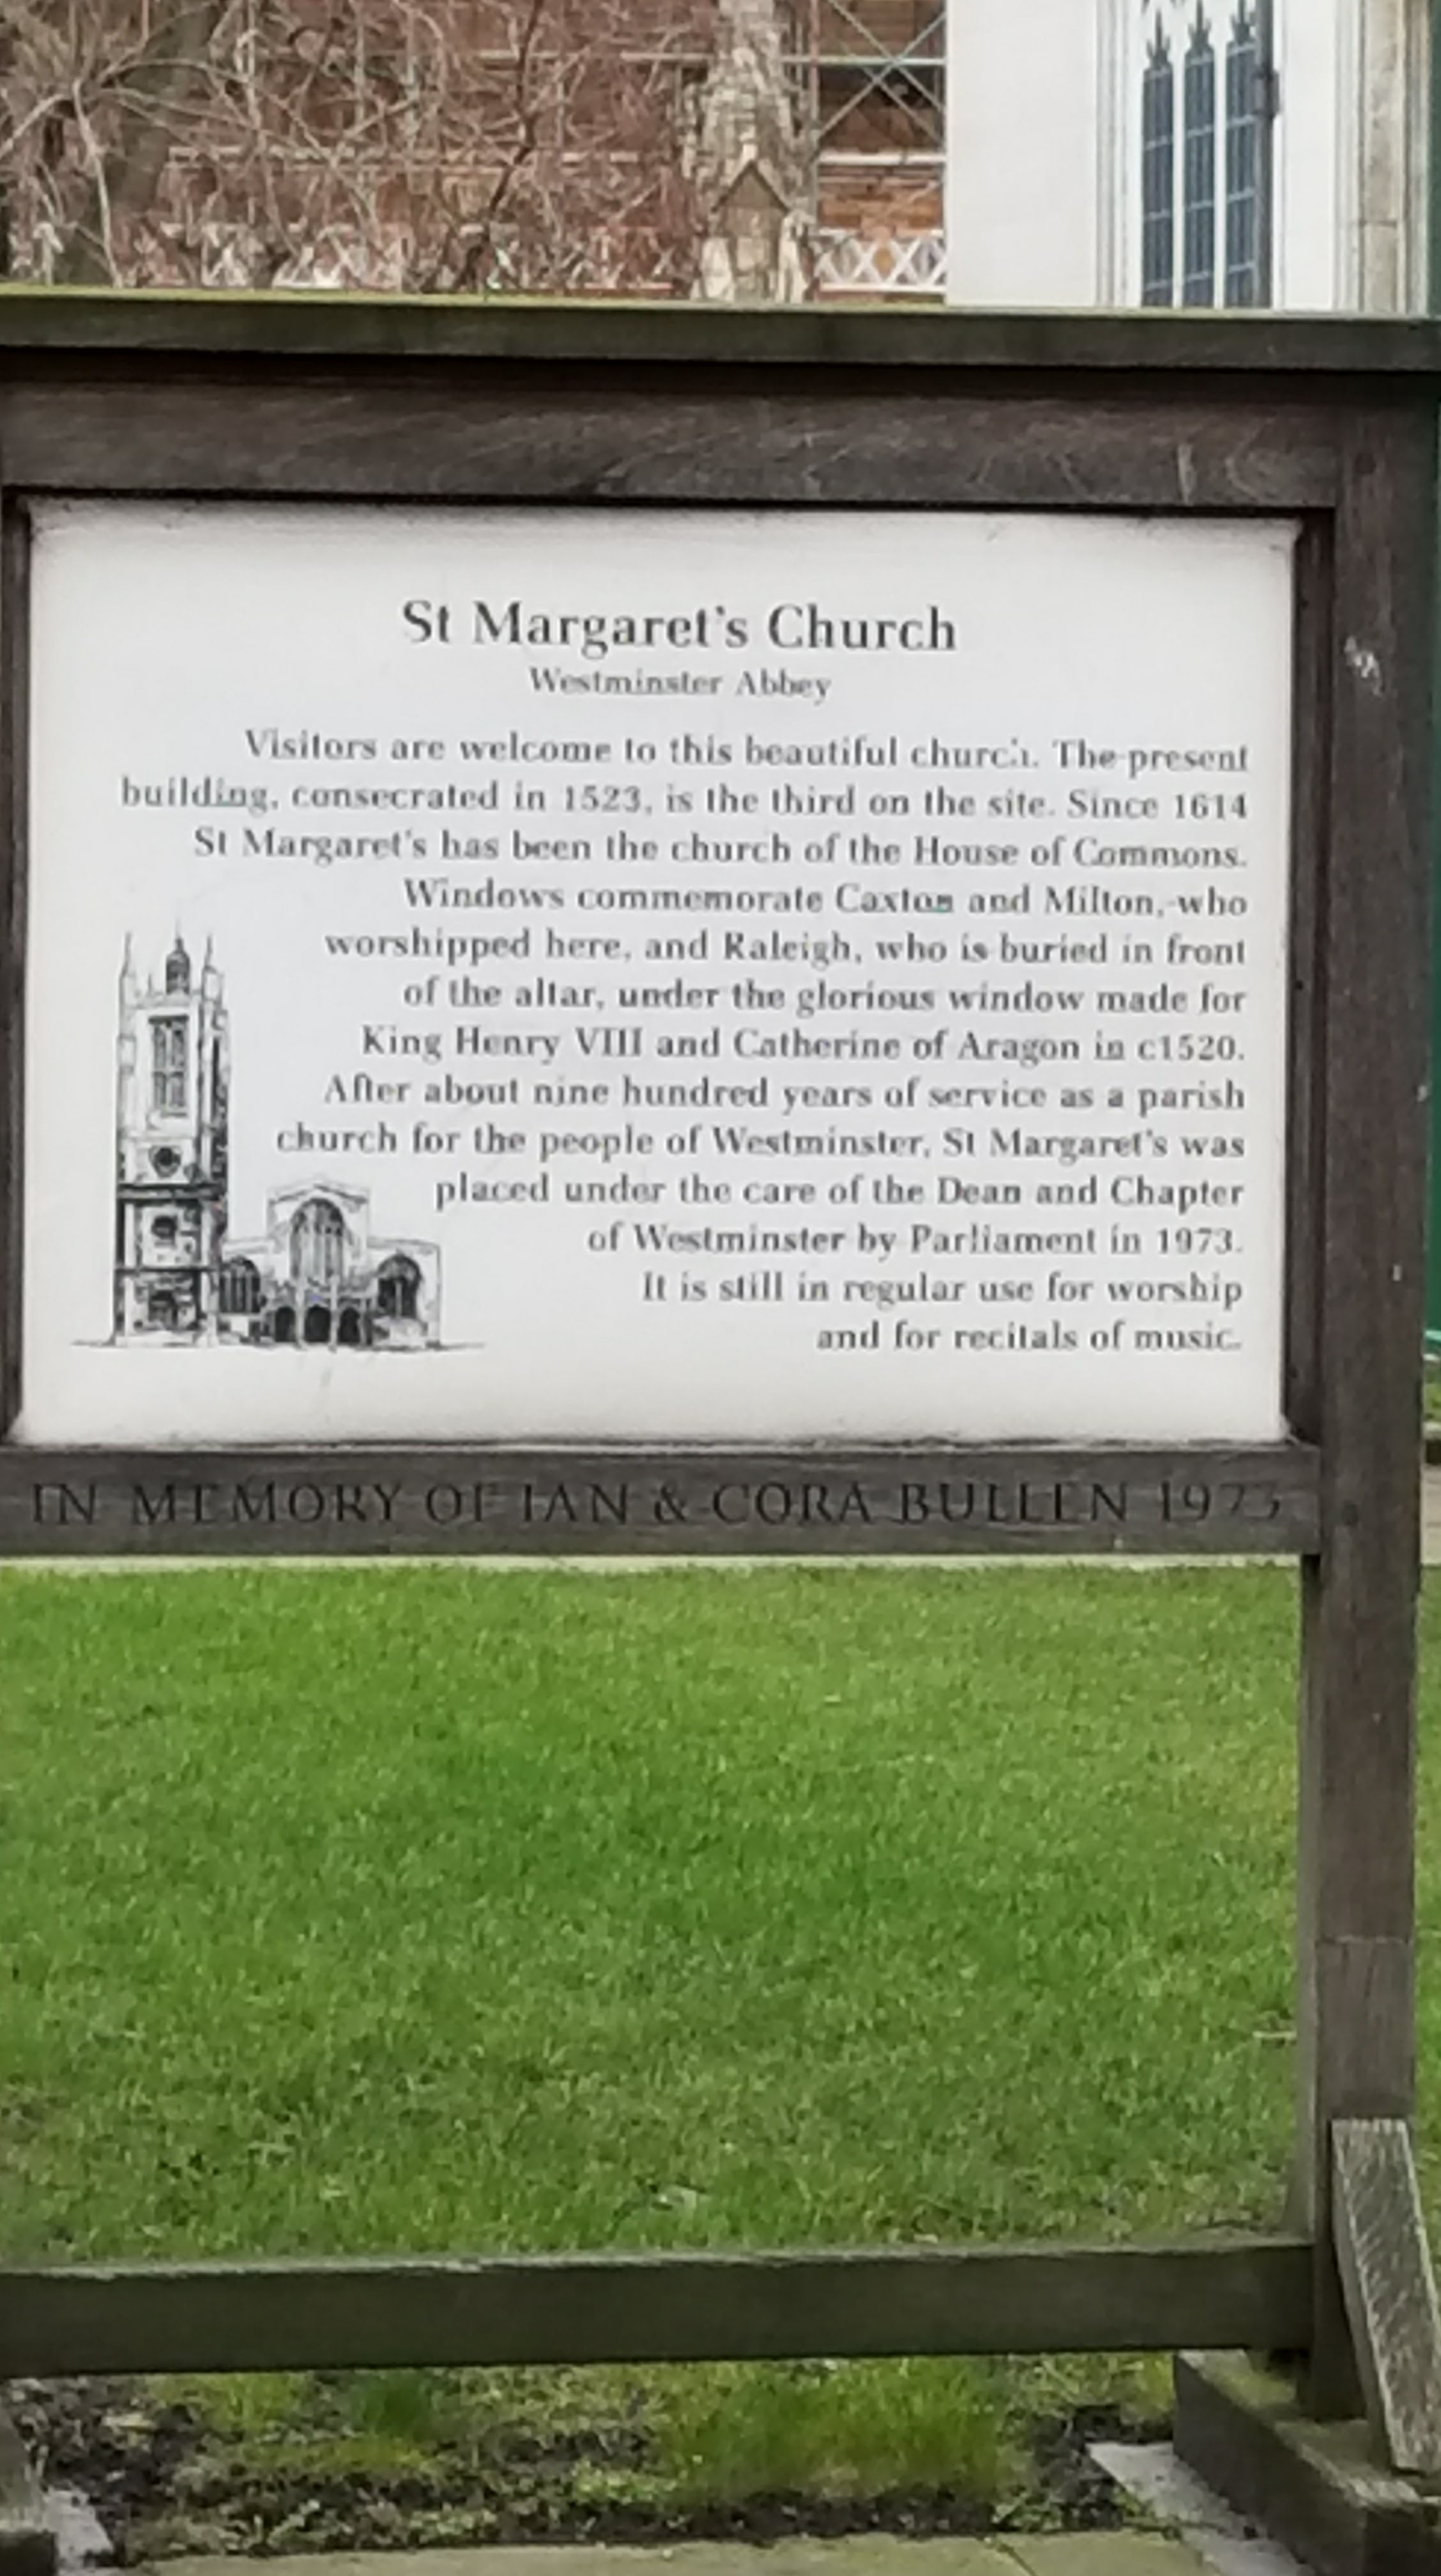 St Margaret's Church
Westminster Abbey
Visitors are welcome to this beautiful church. The present
building, consecrated in 1523, is the third on the site. Since 1614
St Margaret's has been the church of the House of Commons.
Windows commemorate Caxton and Milton, who
worshipped here, and Raleigh, who is buried in front
of the altar, under the glorious window made for
King Henry VIII and Catherine of Aragon in c1520.
After about nine hundred years of service as a parish
church for the people of Westminster, St Margaret's was
placed under the care of the Dean and Chapter
of Westminster by Parliament in 1973.
It is still in regular use for worship
and for recitals of music.
IN MEMORY OF IAN & CORA BULLEN 1975